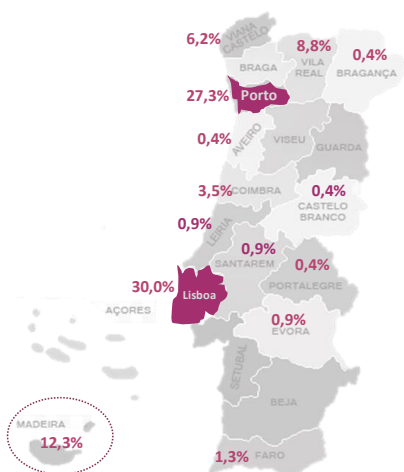 VIANA
CASTELO
6,2%
8,8%
VILA
REAL
0,4%
BRAGANÇA
BRAGA
27,3%
Porto
0,4%
AVEIRO
VISEU
GUARDA
3,5%
COIMBRA
0,4%
CASTELO
BRANCO
0,9%
LEIRIA
0,9%
SANTAREM
0,4%
PORTALEGRE
30,0%
Lisboa
AÇORES
0,9%
EVORA
SETUBAL
BEJA
MADEIRA
12,3%
1,3%
FARO